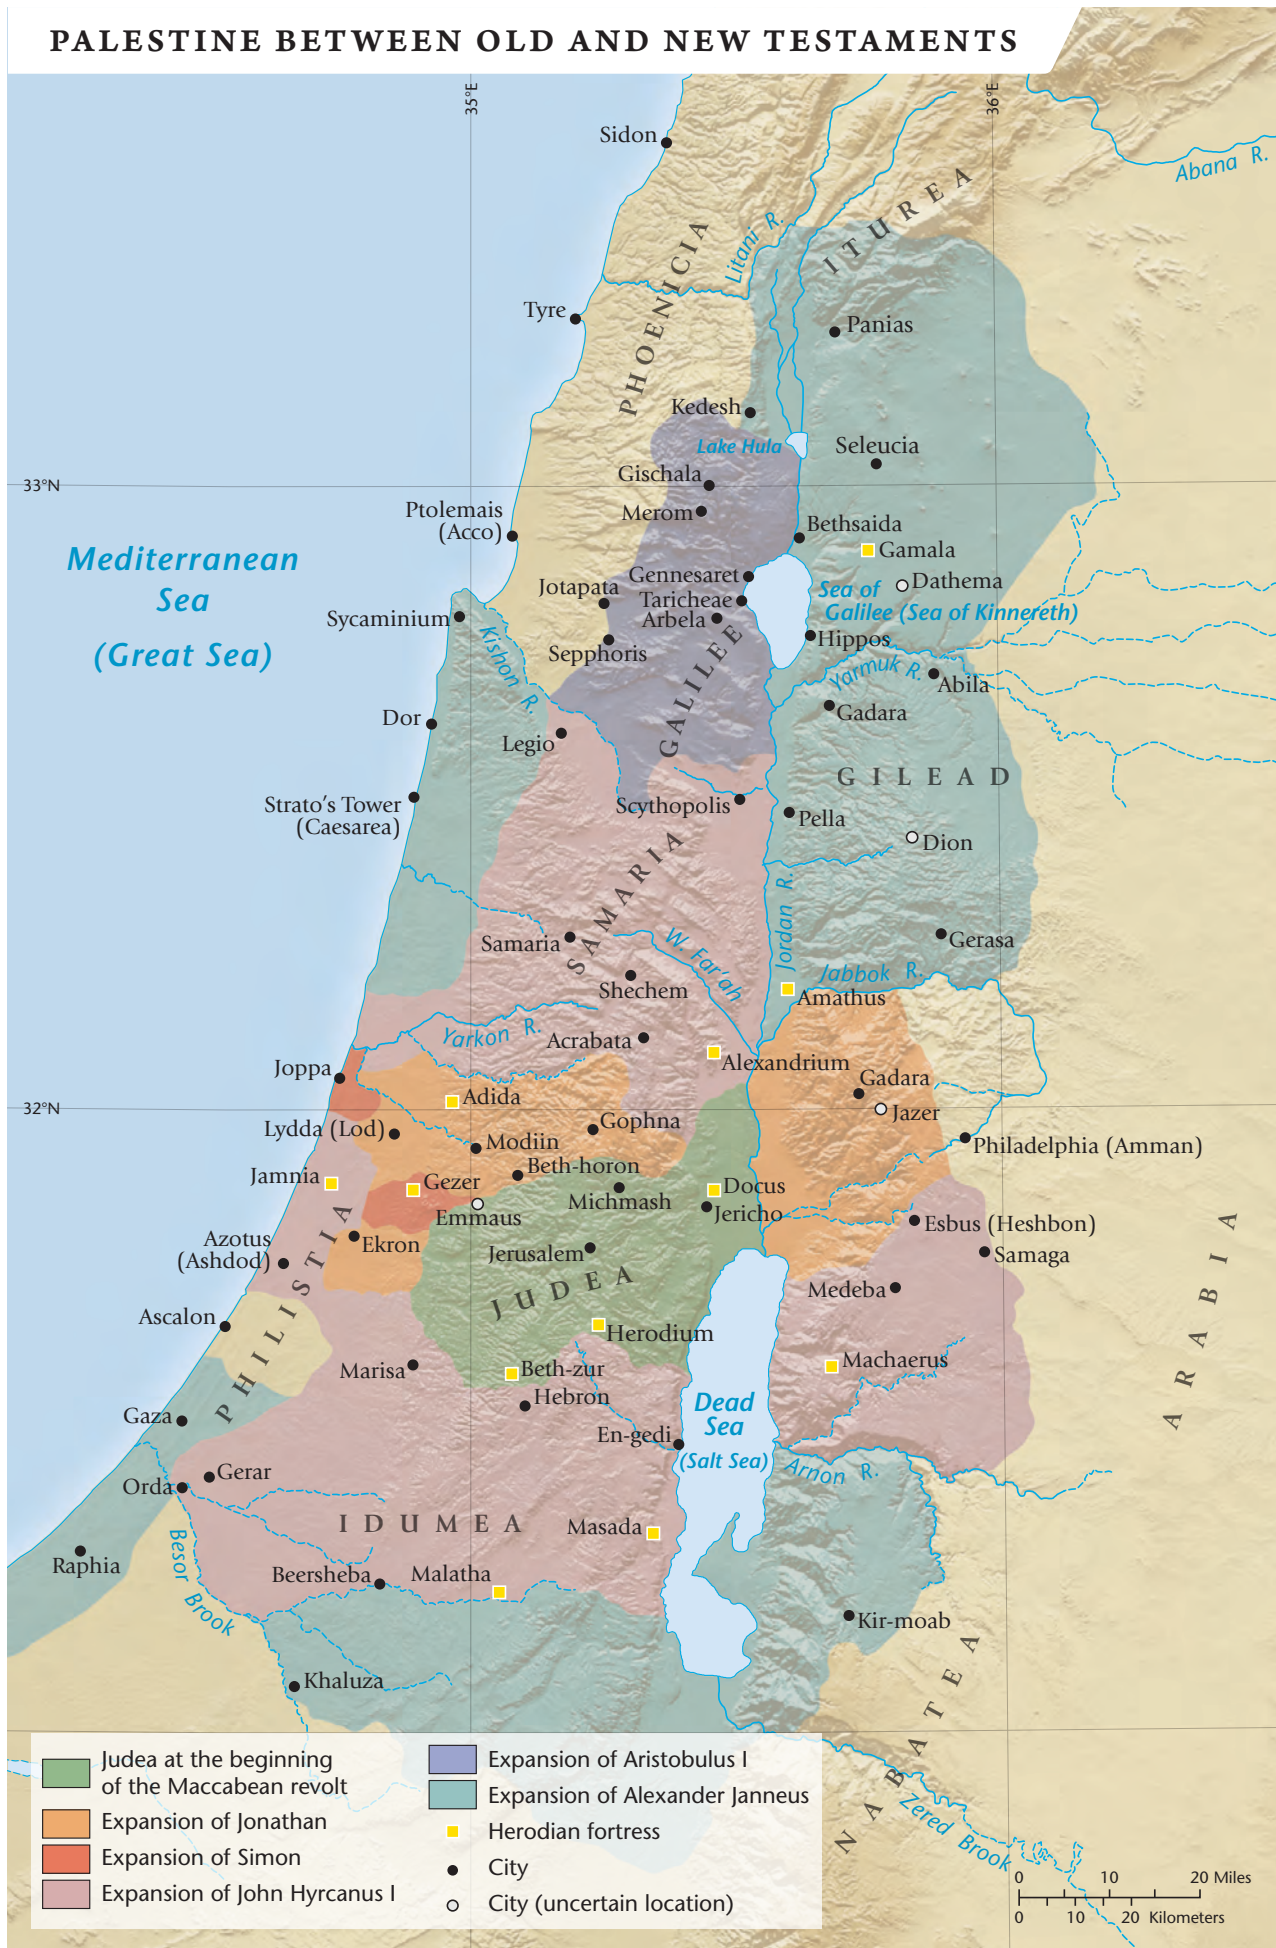 PALESTINE BETWEEN OLD AND NEW TESTAMENTS
35°E
36°E
Sidon
Abana R.
ITUREA
Litani R.
PHOENICIA
Tyre
Panias
Kedesh
Lake Hula
Seleucia
Gischala
33°N
Merom
Ptolemais
(Acco)
Bethsaida
Gamala
Mediterranean
Sea
(Great Sea)
Gennesaret
Dathema
Jotapata
Taricheae
Sea of
Galilee (Sea of Kinnereth)
Arbela
Sycaminium
Kishon R.
Hippos
Sepphoris
GALILEE
Yarmuk R.
Abila
Gadara
Dor
Legio
GILEAD
Strato's Tower
(Caesarea)
Scythopolis
Pella
Dion
SAMARIA
Jordan R.
Samaria
W. Far'ah
Gerasa
Shechem
Jabbok R.
Amathus
Yarkon R.
Acrabata
Alexandrium
Joppa
Gadara
Adida
Jazer
32°N
Lydda (Lod)
Gophna
Modiin
Philadelphia (Amman)
Beth-horon
Jamnia
Gezer
Michmash
Docus
Jericho
Emmaus
Esbus (Heshbon)
Azotus
(Ashdod)
Ekron
Jerusalem
Samaga
PHILISTIA
JUDEA
Medeba
ARABIA
Ascalon
Herodium
Marisa
Beth-zur
Machaerus
Hebron
Dead
Sea
(Salt Sea)
Gaza
En-gedi
Gerar
Arnon R.
Orda
IDUMEA
Masada
Raphia
Besor Brook
Beersheba
Malatha
Kir-moab
Khaluza
NABATEA
Zered Brook
Judea at the beginning
of the Maccabean revolt
Expansion of Jonathan
Expansion of Simon
Expansion of John Hyrcanus I
Expansion of Aristobulus I
Expansion of Alexander Janneus
Herodian fortress
City
City (uncertain location)
0 10 20 Miles
0 10 20 Kilometers